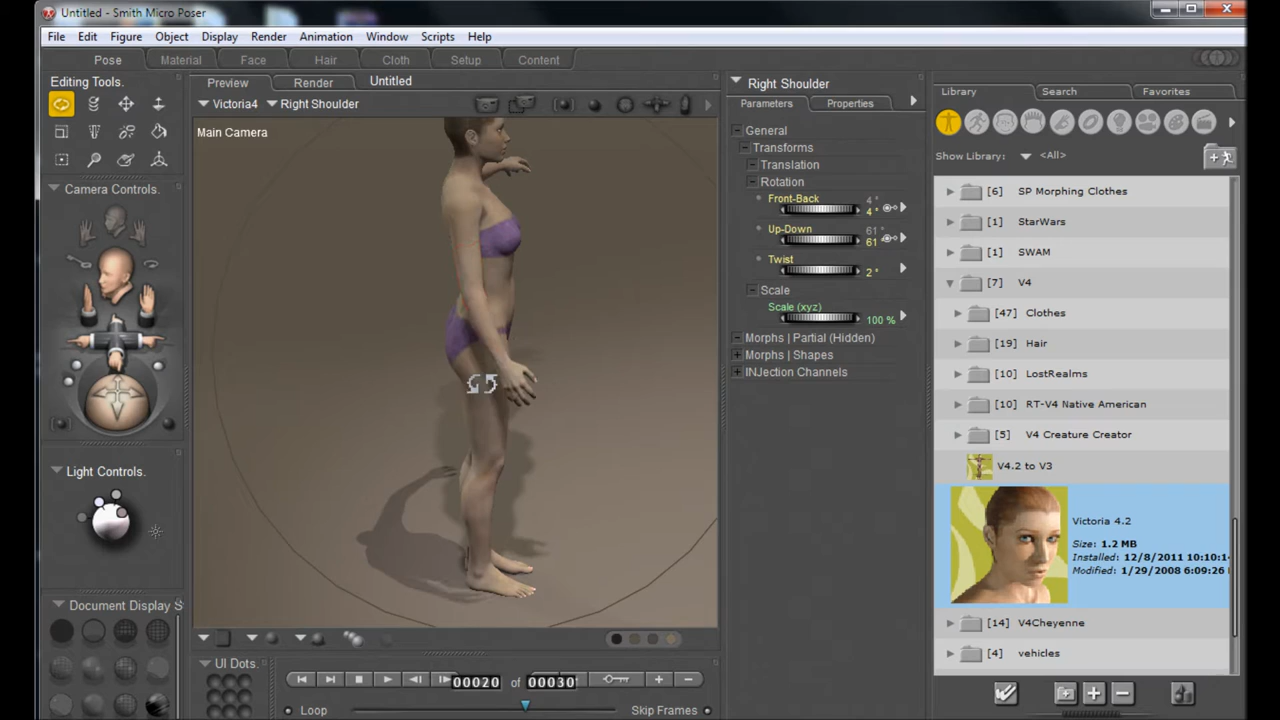 Untitled - Smith Micro Poser
File Edit Figure Object Display Render Animation Window Scripts Help
Pose Material Face Hair Cloth Setup Content
Editing Tools.
Camera Controls.
Light Controls.
Document Display S
UI Dots.
Preview Render Untitled
Victoria4 Right Shoulder
Main Camera
00020 of 00030
Loop Skip Frames
Right Shoulder
Parameters Properties
General
Transforms
Translation
Rotation
Front-Back 4°
4°
Up-Down 61°
61
Twist
2°
Scale
Scale (xyz)
100 %
Morphs | Partial (Hidden)
Morphs | Shapes
INJection Channels
Library Search Favorites
Show Library: <All>
[6] SP Morphing Clothes
[1] StarWars
[1] SWAM
[7] V4
[47] Clothes
[19] Hair
[10] LostRealms
[10] RT-V4 Native American
[5] V4 Creature Creator
V4.2 to V3
Victoria 4.2
Size: 1.2 MB
Installed: 12/8/2011 10:10:14
Modified: 1/29/2008 6:09:26
[14] V4Cheyenne
[4] vehicles